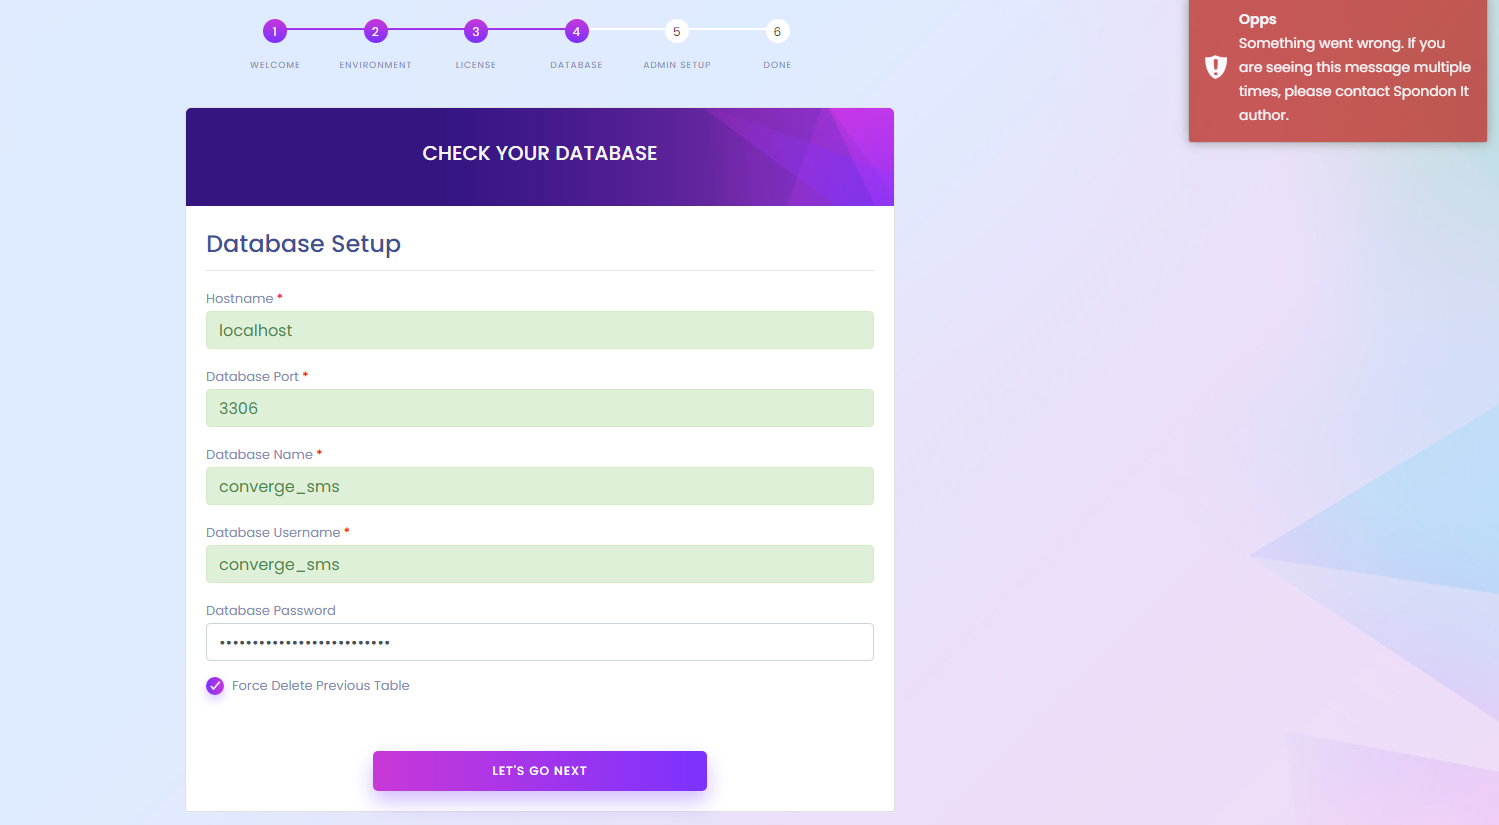 1 2 3 4 5 6
WELCOME ENVIRONMENT LICENSE DATABASE ADMIN SETUP DONE
Opps
Something went wrong. If you
are seeing this message multiple
times, please contact Spondon It
author.
CHECK YOUR DATABASE
Database Setup
Hostname *
localhost
Database Port *
3306
Database Name *
converge_sms
Database Username *
converge_sms
Database Password
Force Delete Previous Table
LET'S GO NEXT